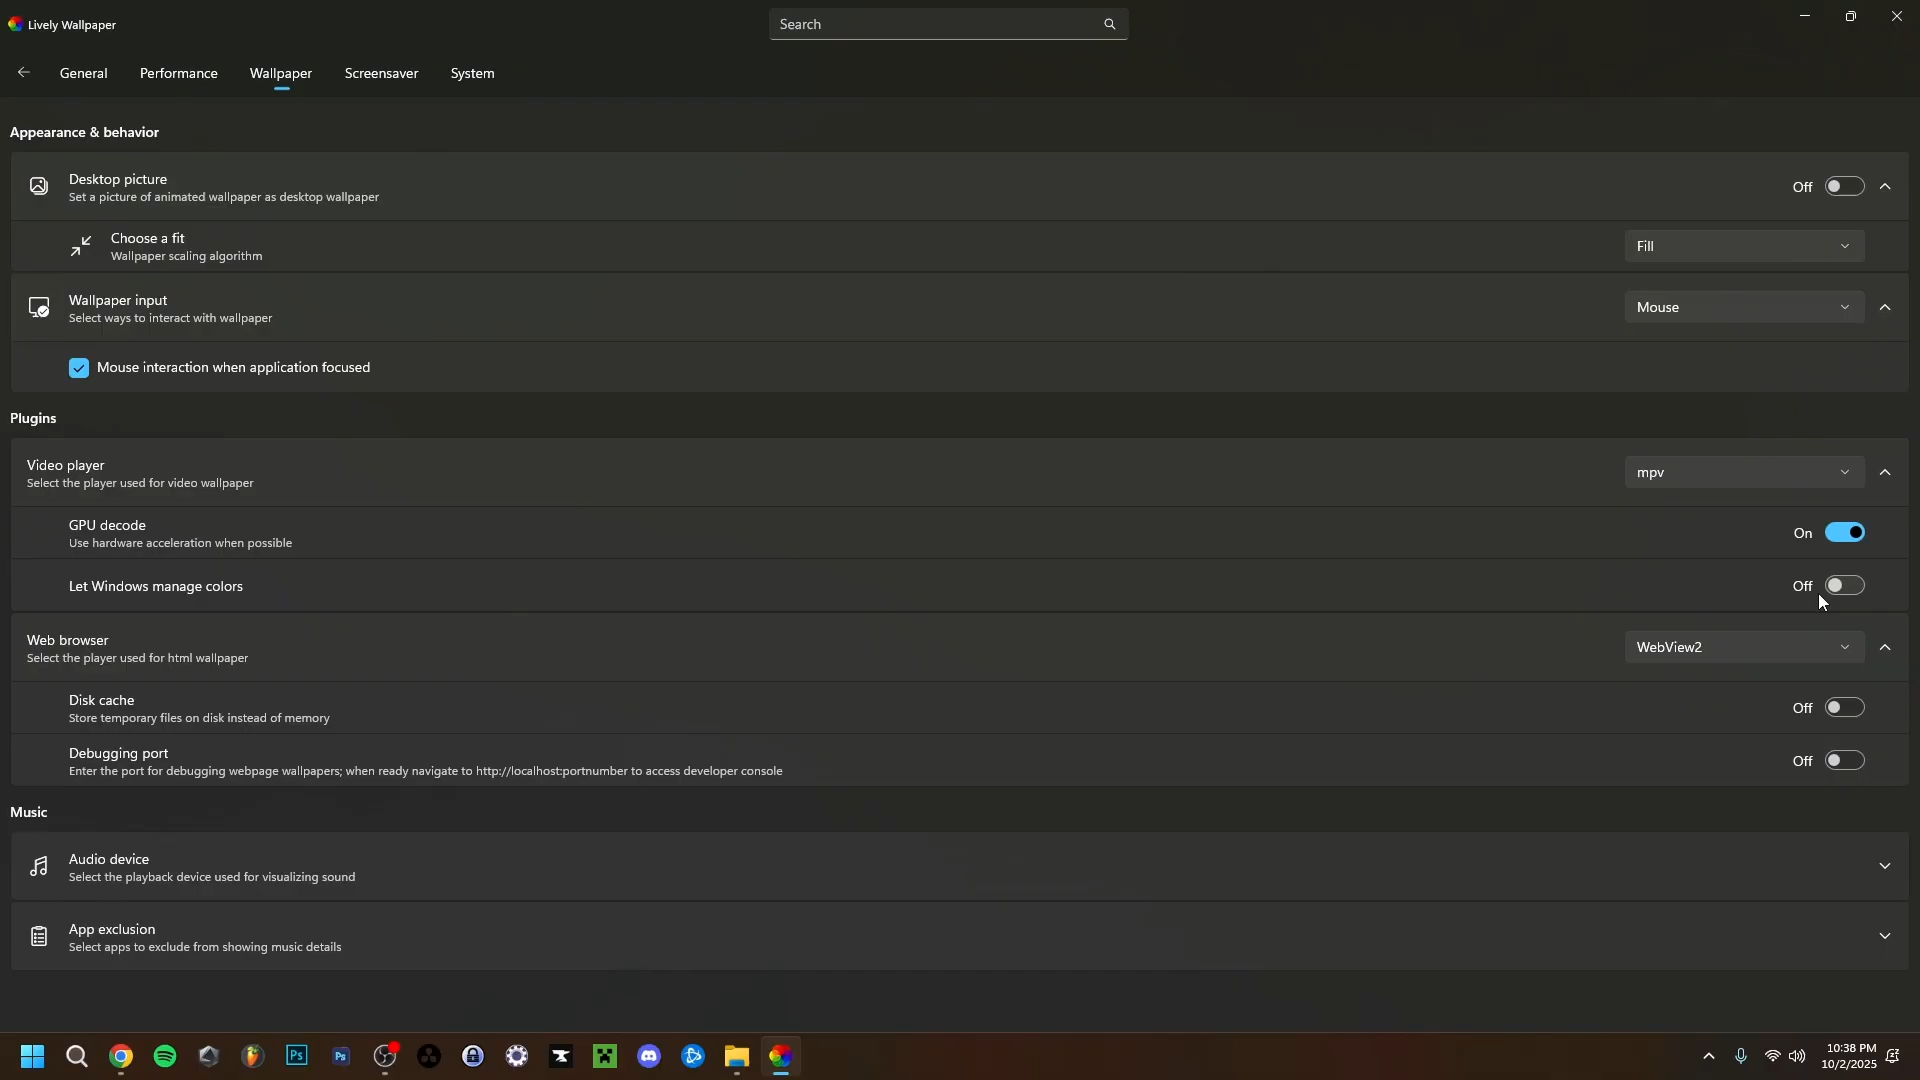 Lively Wallpaper
Search
General
Performance
Wallpaper
Screensaver
System
Appearance & behavior
Desktop picture
Set a picture of animated wallpaper as desktop wallpaper
Off
Choose a fit
Wallpaper scaling algorithm
Fill
Wallpaper input
Select ways to interact with wallpaper
Mouse
Mouse interaction when application focused
Plugins
Video player
Select the player used for video wallpaper
mpv
GPU decode
Use hardware acceleration when possible
On
Let Windows manage colors
Off
Web browser
Select the player used for html wallpaper
WebView2
Disk cache
Store temporary files on disk instead of memory
Off
Debugging port
Enter the port for debugging webpage wallpapers; when ready navigate to http://localhost:portnumber to access developer console
Off
Music
Audio device
Select the playback device used for visualizing sound
App exclusion
Select apps to exclude from showing music details
Ps
Ps
10:38 PM
10/2/2025